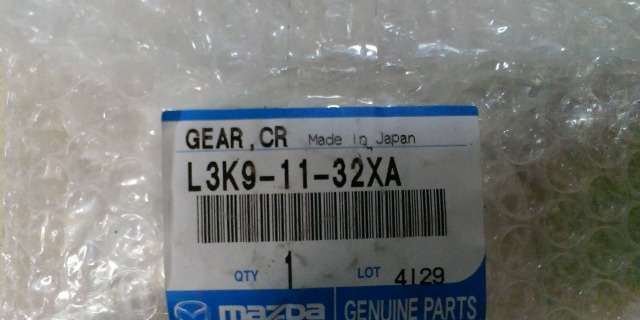 GEAR,CR Made in Japan
L3K9-11-32XA
QTY 1 LOT 4129
mazda GENUINE PARTS